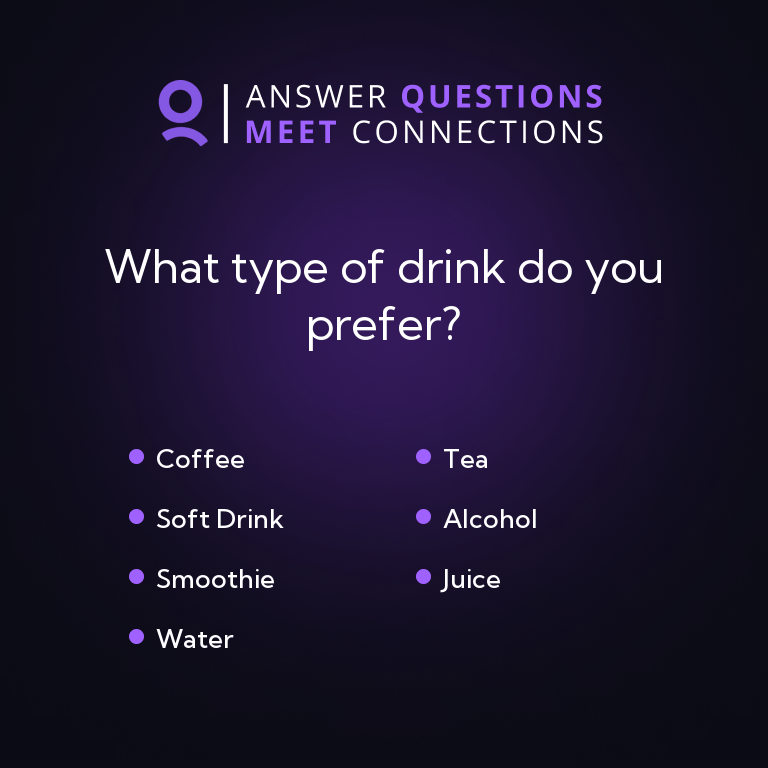 ANSWER QUESTIONS
MEET CONNECTIONS
What type of drink do you
prefer?
Coffee
Tea
Soft Drink
Alcohol
Smoothie
Juice
Water